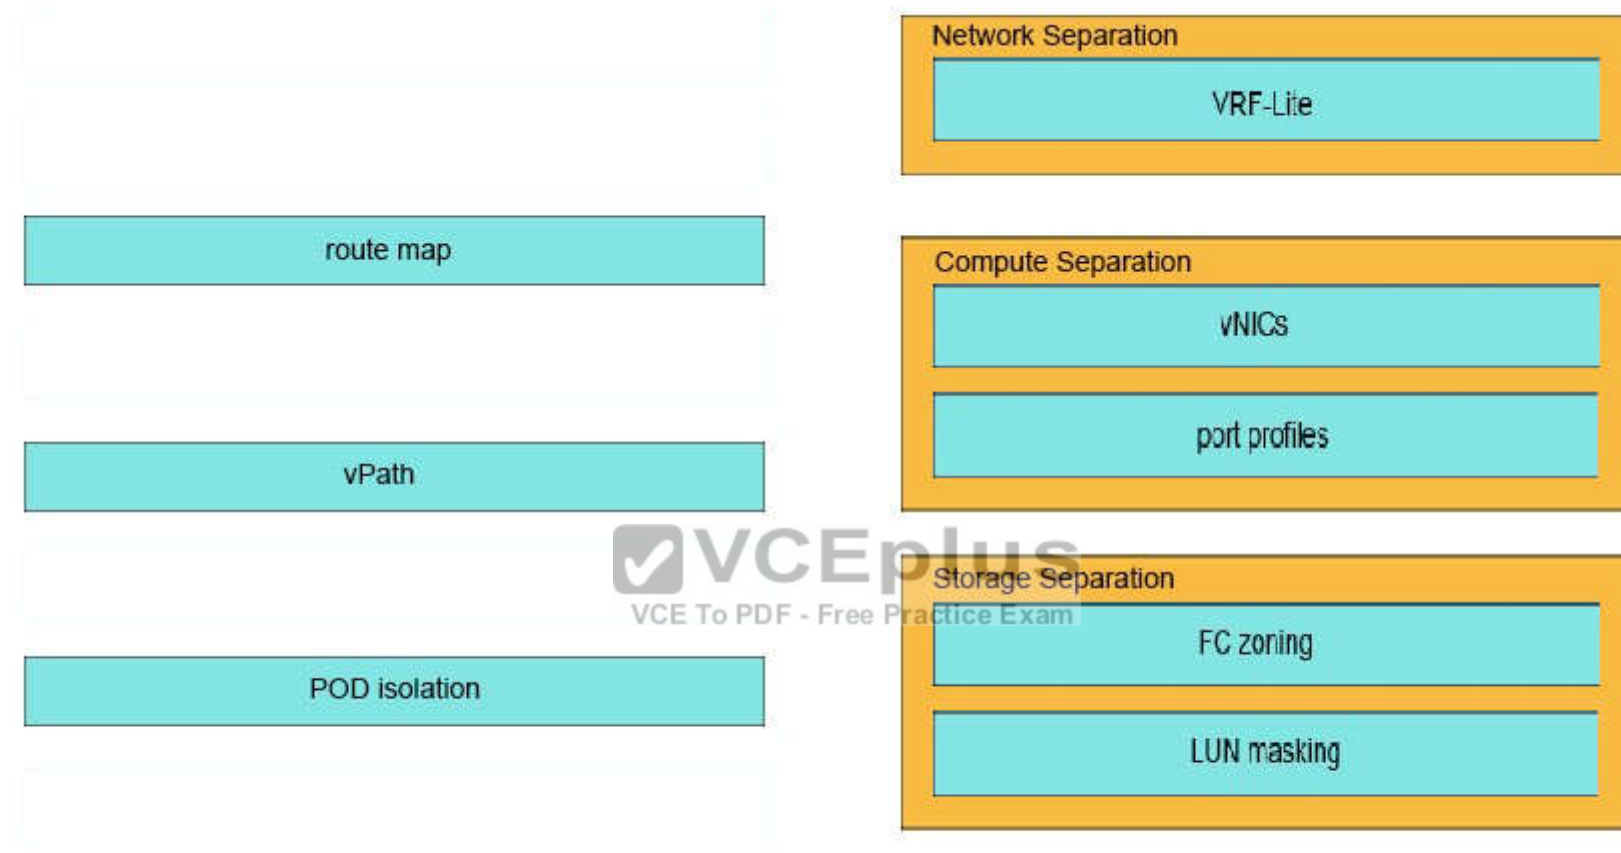 route map
vPath
POD isolation
Network Separation
VRF-Lite
Compute Separation
vNICs
port profiles
Storage Separation
FC zoning
LUN masking
VCEplus
VCE To PDF - Free Practice Exam